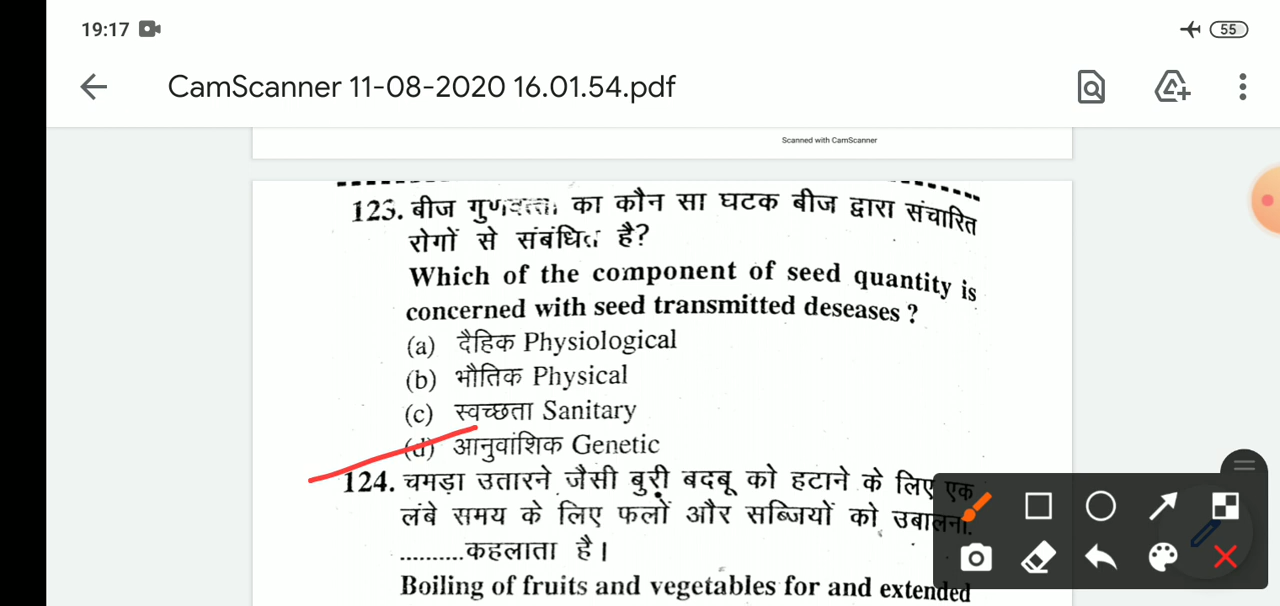 19:17
55
CamScanner 11-08-2020 16.01.54.pdf
Scanned with CamScanner
123. बीज गुणवत्ता का कौन सा घटक बीज द्वारा संचारित
रोगों से संबंधित है?
Which of the component of seed quantity is
concerned with seed transmitted deseases ?
(a) दैहिक Physiological
(b) भौतिक Physical
(c) स्वच्छता Sanitary
(d) आनुवांशिक Genetic
124. चमड़ा उतारने जैसी बुरी बदबू को हटाने के लिए एक
लंबे समय के लिए फलों और सब्जियों को उबालना.
..........कहलाता है।
Boiling of fruits and vegetables for and extended